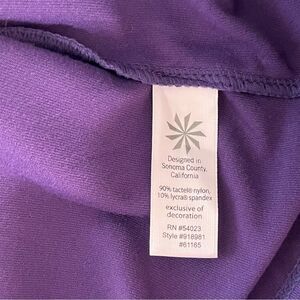 Designed in
Sonoma County,
California
90% tactel® nylon,
10% lycra® spandex
exclusive of
decoration
RN #54023
Style #918981
#61165